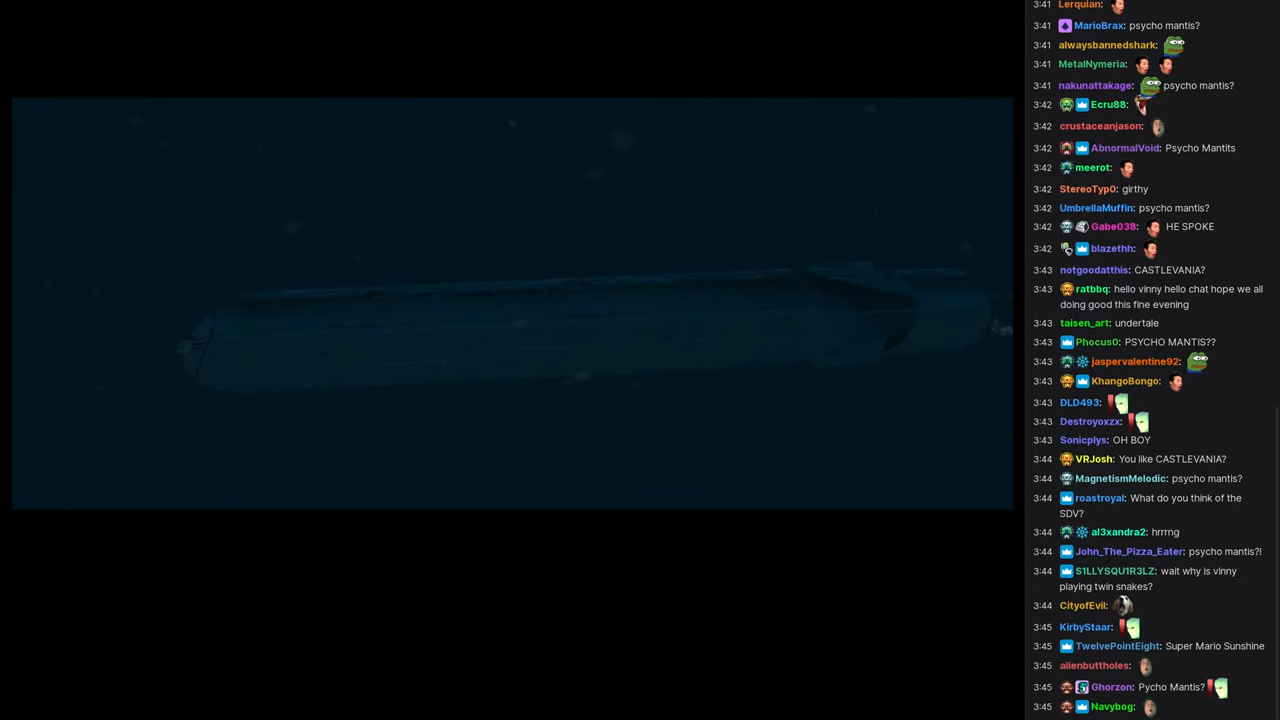 3:41 Lerquian:
3:41 MarioBrax: psycho mantis?
3:41 alwaysbannedshark:
3:41 MetalNymeria:
3:41 nakunattakage: psycho mantis?
3:42 Ecru88:
3:42 crustaceanjason:
3:42 AbnormalVoid: Psycho Mantits
3:42 meerot:
3:42 StereoTyp0: girthy
3:42 UmbrellaMuffin: psycho mantis?
3:42 Gabe038: HE SPOKE
3:42 blazethh:
3:43 notgoodatthis: CASTLEVANIA?
3:43 ratbbq: hello vinny hello chat hope we all
doing good this fine evening
3:43 taisen_art: undertale
3:43 Phocus0: PSYCHO MANTIS??
3:43 jaspervalentine92:
3:43 KhangoBongo:
3:43 DLD493:
3:43 Destroyoxzx:
3:43 Sonicplys: OH BOY
3:44 VRJosh: You like CASTLEVANIA?
3:44 MagnetismMelodic: psycho mantis?
3:44 roastroyal: What do you think of the
SDV?
3:44 al3xandra2: hrrrng
3:44 John_The_Pizza_Eater: psycho mantis?!
3:44 S1LLYSQU1R3LZ: wait why is vinny
playing twin snakes?
3:44 CityofEvil:
3:45 KirbyStaar:
3:45 TwelvePointEight: Super Mario Sunshine
3:45 alienbuttholes:
3:45 Ghorzon: Pycho Mantis?
3:45 Navybog: